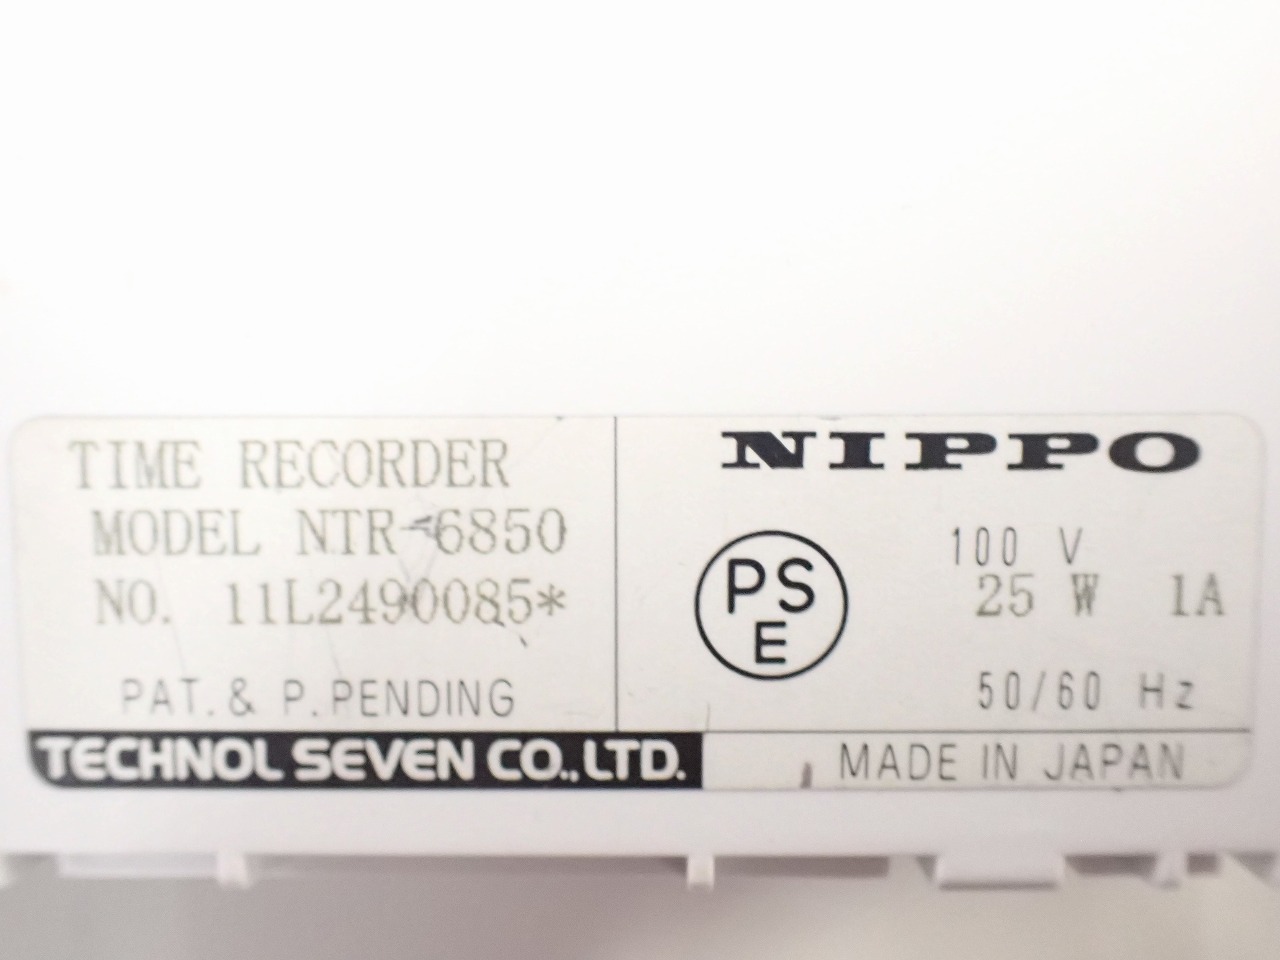 TIME RECORDER
MODEL NTR-6850
NO. 11L2490085*
PAT. & P. PENDING
TECHNOL SEVEN CO.,LTD.
NIPPO
PS
E
100 V
25 W 1A
50/60 Hz
MADE IN JAPAN